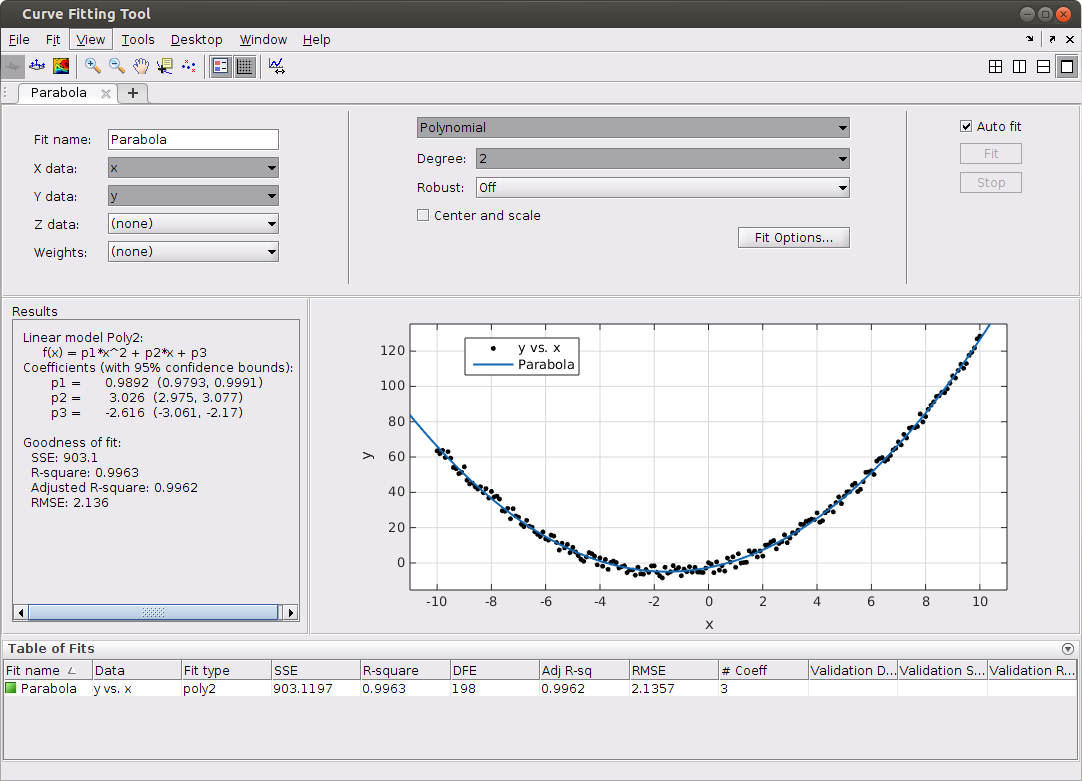 Curve Fitting Tool
File Fit View Tools Desktop Window Help
Parabola
Fit name: Parabola
X data: x
Y data: y
Z data: (none)
Weights: (none)
Polynomial
Degree: 2
Robust: Off
Center and scale
Fit Options...
Auto fit
Fit
Stop
Results
Linear model Poly2:
f(x) = p1*x^2 + p2*x + p3
Coefficients (with 95% confidence bounds):
p1 = 0.9892 (0.9793, 0.9991)
p2 = 3.026 (2.975, 3.077)
p3 = -2.616 (-3.061, -2.17)
Goodness of fit:
SSE: 903.1
R-square: 0.9963
Adjusted R-square: 0.9962
RMSE: 2.136
y vs. x
Parabola
120
100
80
60
40
20
0
y
-10 -8 -6 -4 -2 0 2 4 6 8 10
x
Table of Fits
Fit name Data Fit type SSE R-square DFE Adj R-sq RMSE # Coeff Validation D... Validation S... Validation R...
Parabola y vs. x poly2 903.1197 0.9963 198 0.9962 2.1357 3